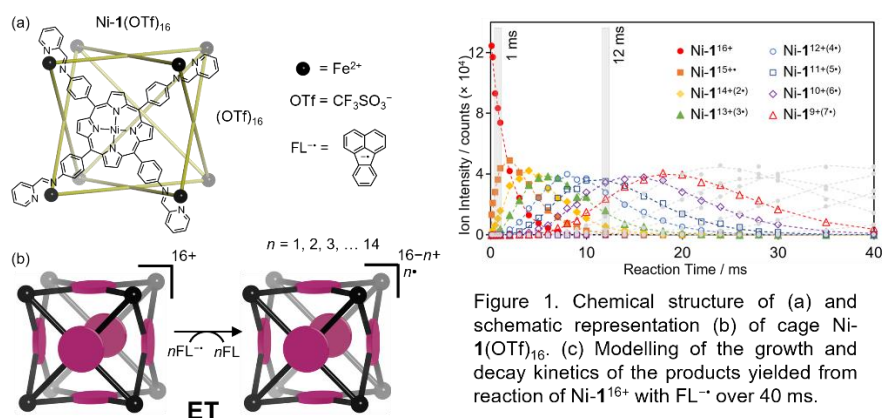 (a)
Ni-1(OTf)₁₆
= Fe²⁺
OTf = CF₃SO₃⁻
(OTf)₁₆
FL⁻• =
N
N
N
N
N
N
N
N
Ni
N
N
N
N
(b)
16+
n = 1, 2, 3, … 14
16−n+
n•
nFL⁻• nFL
ET
Ion Intensity / counts (× 10⁴)
12
8
4
0
1 ms
12 ms
Ni-1¹⁶⁺
Ni-1¹⁵⁺•
Ni-1¹⁴⁺⁽²•⁾
Ni-1¹³⁺⁽³•⁾
Ni-1¹²⁺⁽⁴•⁾
Ni-1¹¹⁺⁽⁵•⁾
Ni-1¹⁰⁺⁽⁶•⁾
Ni-1⁹⁺⁽⁷•⁾
0 10 20 30 40
Reaction Time / ms
Figure 1. Chemical structure of (a) and
schematic representation (b) of cage Ni-
1(OTf)₁₆. (c) Modelling of the growth and
decay kinetics of the products yielded from
reaction of Ni-1¹⁶⁺ with FL⁻• over 40 ms.